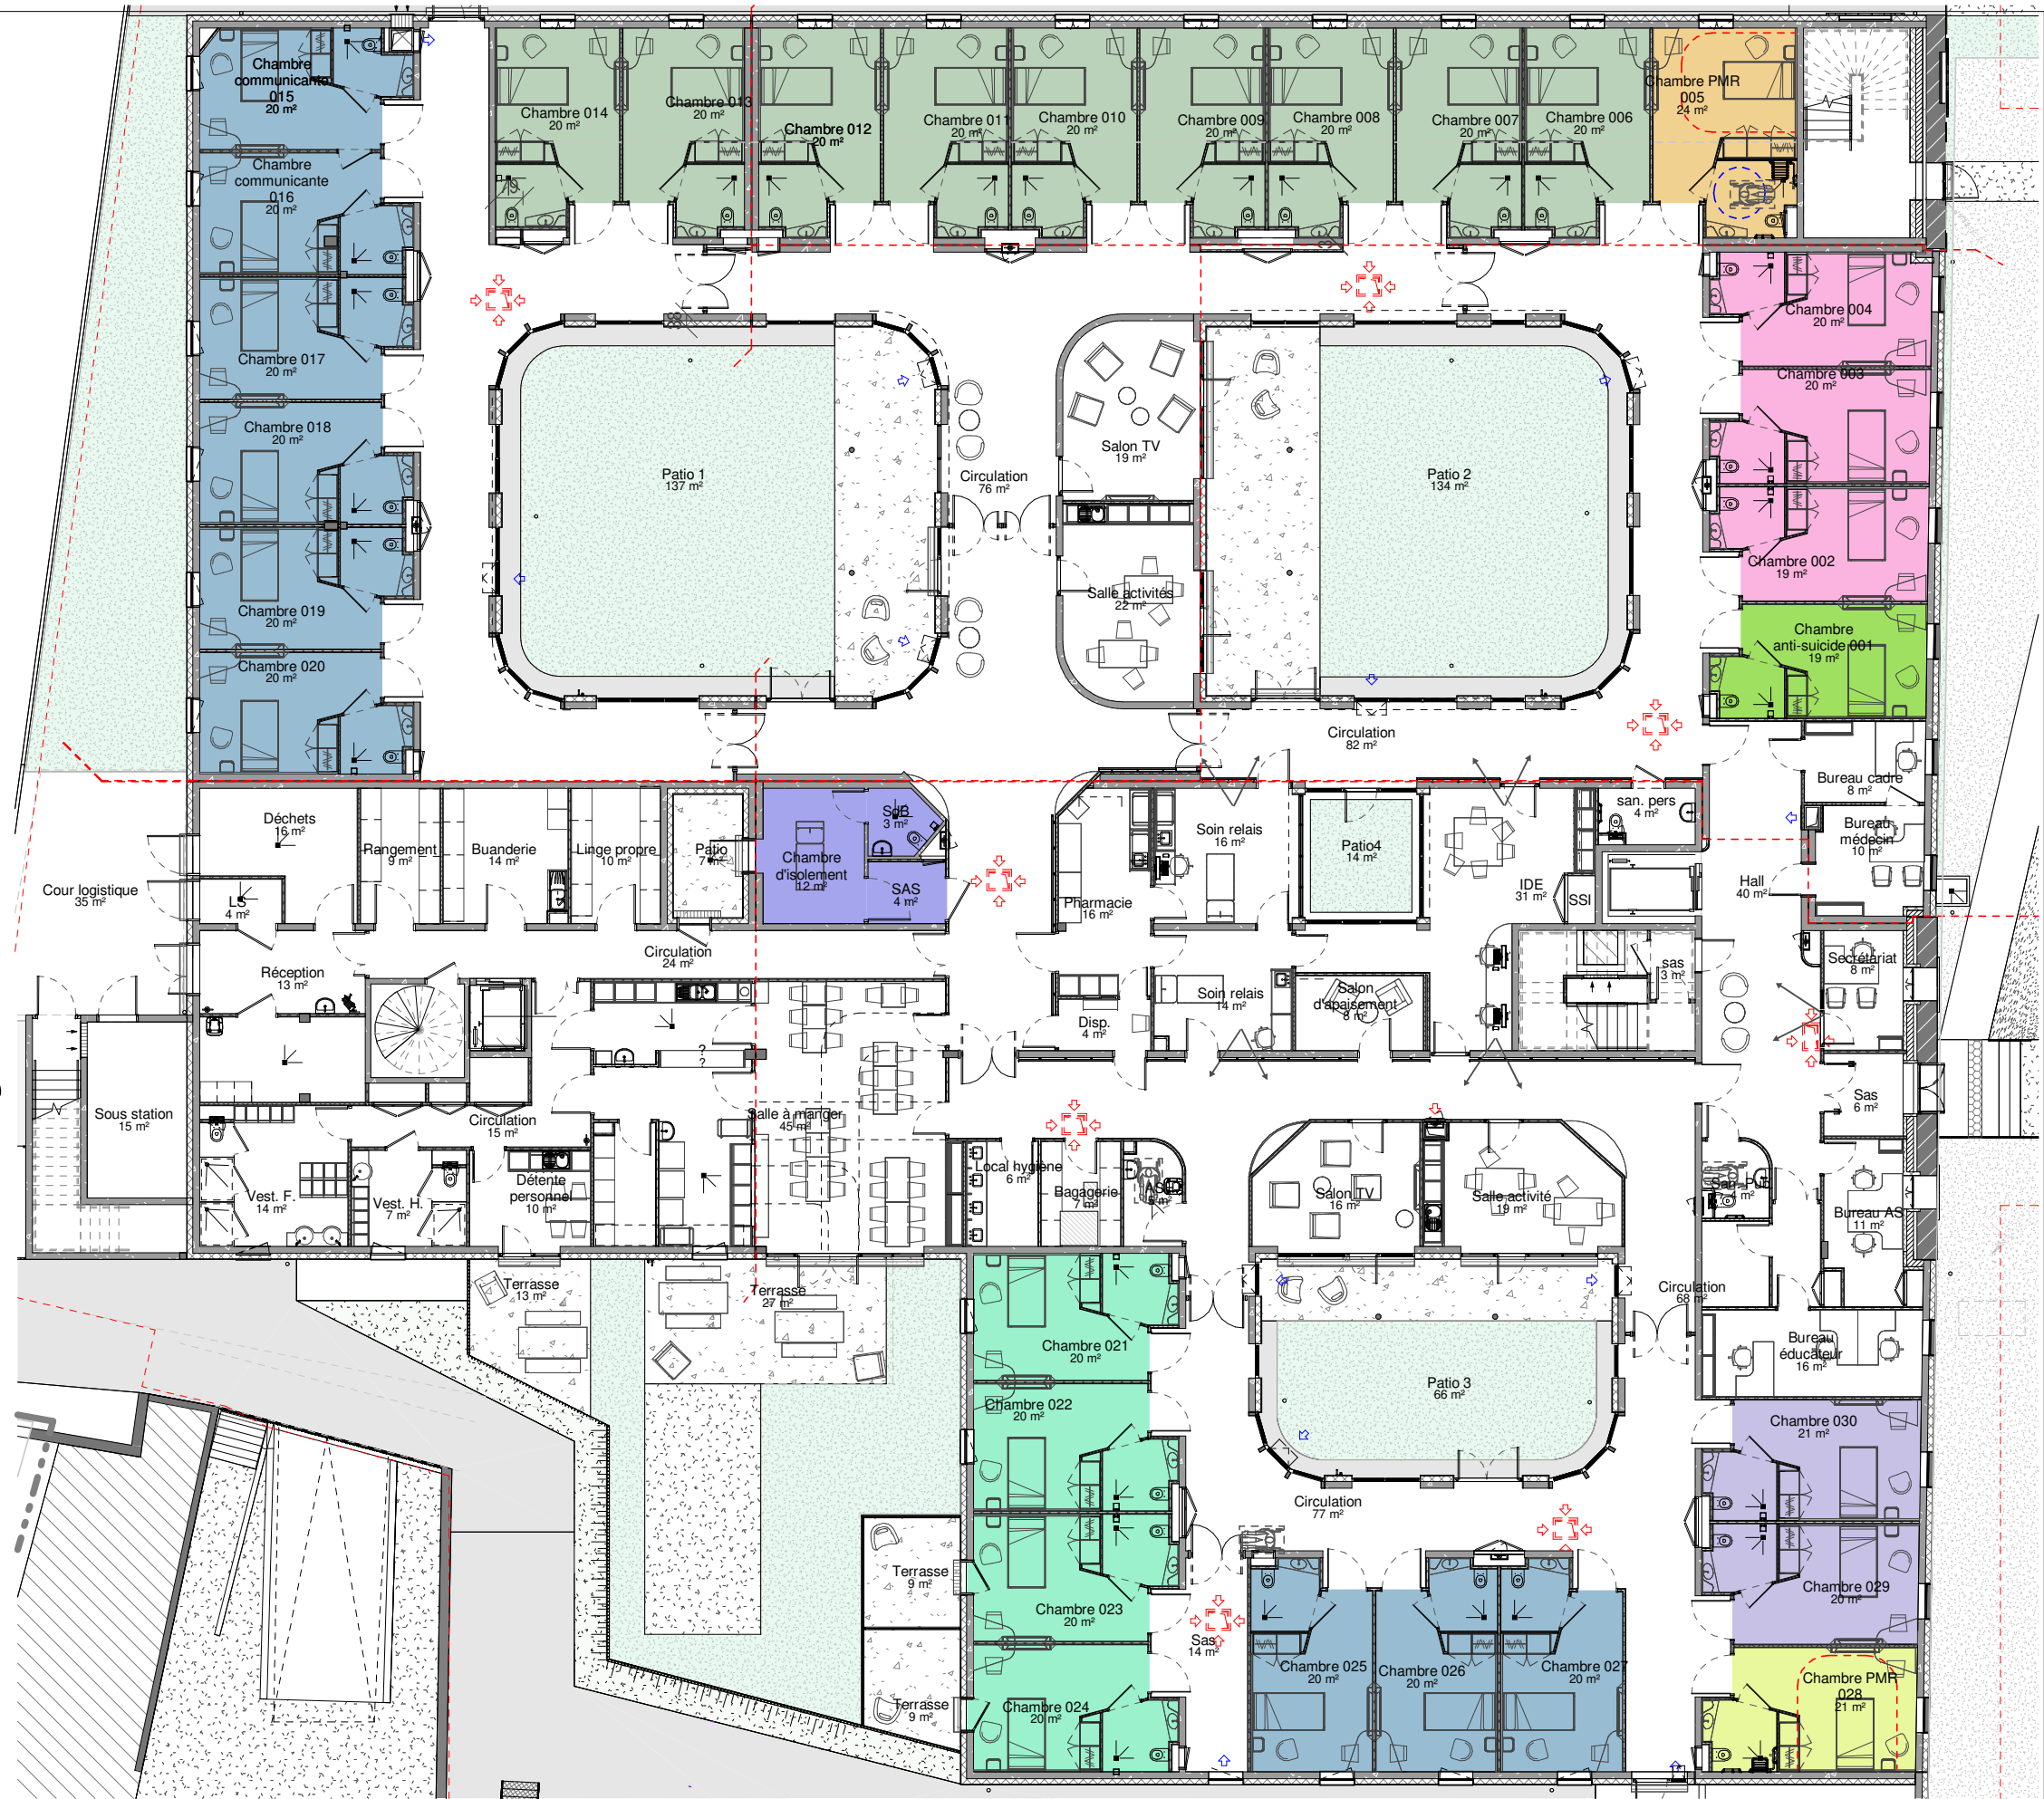 Chambre
communicante
015
20 m²
Chambre
communicante
016
20 m²
Chambre 017
20 m²
Chambre 018
20 m²
Chambre 019
20 m²
Chambre 020
20 m²
Chambre 014
20 m²
Chambre 013
20 m²
Chambre 012
20 m²
Chambre 011
20 m²
Chambre 010
20 m²
Chambre 009
20 m²
Chambre 008
20 m²
Chambre 007
20 m²
Chambre 006
20 m²
Chambre PMR
005
24 m²
Chambre 004
20 m²
Chambre 003
20 m²
Chambre 002
19 m²
Chambre
anti-suicide 001
19 m²
Patio 1
137 m²
Circulation
76 m²
Salon TV
19 m²
Salle activités
22 m²
Patio 2
134 m²
Circulation
82 m²
Bureau cadre
8 m²
Bureau
médecin
10 m²
Hall
40 m²
san. pers
4 m²
IDE
31 m²
SSI
Patio4
14 m²
Soin relais
16 m²
Pharmacie
16 m²
SdB
3 m²
Chambre
d'isolement
12 m²
SAS
4 m²
Patio
7 m²
Linge propre
10 m²
Buanderie
14 m²
Rangement
9 m²
Déchets
16 m²
LS
4 m²
Cour logistique
35 m²
Réception
13 m²
Circulation
24 m²
Disp.
4 m²
Soin relais
14 m²
Salon
d'apaisement
8 m²
sas
3 m²
Secrétariat
8 m²
Sas
6 m²
?
?
Sous station
15 m²
Circulation
15 m²
Salle à manger
45 m²
Vest. F.
14 m²
Vest. H.
7 m²
Détente
personnel
10 m²
Local hygiène
6 m²
Bagagerie
7 m²
Salon TV
16 m²
Salle activité
19 m²
4 m²
Bureau AS
11 m²
Circulation
68 m²
Bureau
éducateur
16 m²
Terrasse
13 m²
Terrasse
27 m²
Chambre 021
20 m²
Chambre 022
20 m²
Chambre 023
20 m²
Chambre 024
20 m²
Patio 3
66 m²
Circulation
77 m²
Terrasse
9 m²
Terrasse
9 m²
Sas
14 m²
Chambre 025
20 m²
Chambre 026
20 m²
Chambre 027
20 m²
Chambre 030
21 m²
Chambre 029
20 m²
Chambre PMR
028
21 m²